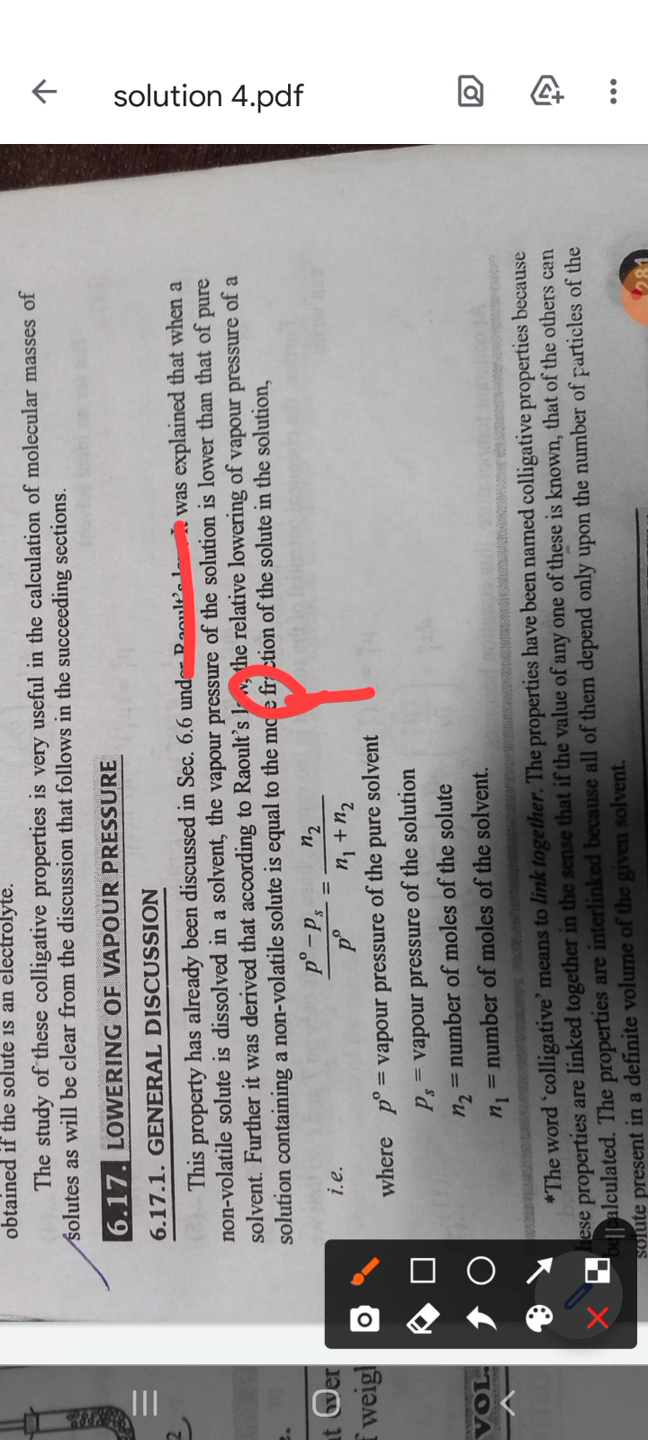 solution 4.pdf
obtained if the solute is an electrolyte.
The study of these colligative properties is very useful in the calculation of molecular masses of
solutes as will be clear from the discussion that follows in the succeeding sections.
6.17. LOWERING OF VAPOUR PRESSURE
6.17.1. GENERAL DISCUSSION
This property has already been discussed in Sec. 6.6 under Raoult's was explained that when a
non-volatile solute is dissolved in a solvent, the vapour pressure of the solution is lower than that of pure
solvent. Further it was derived that according to Raoult's the relative lowering of vapour pressure of a
solution containing a non-volatile solute is equal to the fraction of the solute in the solution,
i.e. (p° – pₛ) / p° = n₂ / (n₁ + n₂)
where p° = vapour pressure of the pure solvent
pₛ = vapour pressure of the solution
n₂ = number of moles of the solute
n₁ = number of moles of the solvent.
*The word 'colligative' means to link together. The properties have been named colligative properties because
these properties are linked together in the sense that if the value of any one of these is known, that of the others can
calculated. The properties are interlinked because all of them depend only upon the number of particles of the
solute present in a definite volume of the given solvent.
VOL.